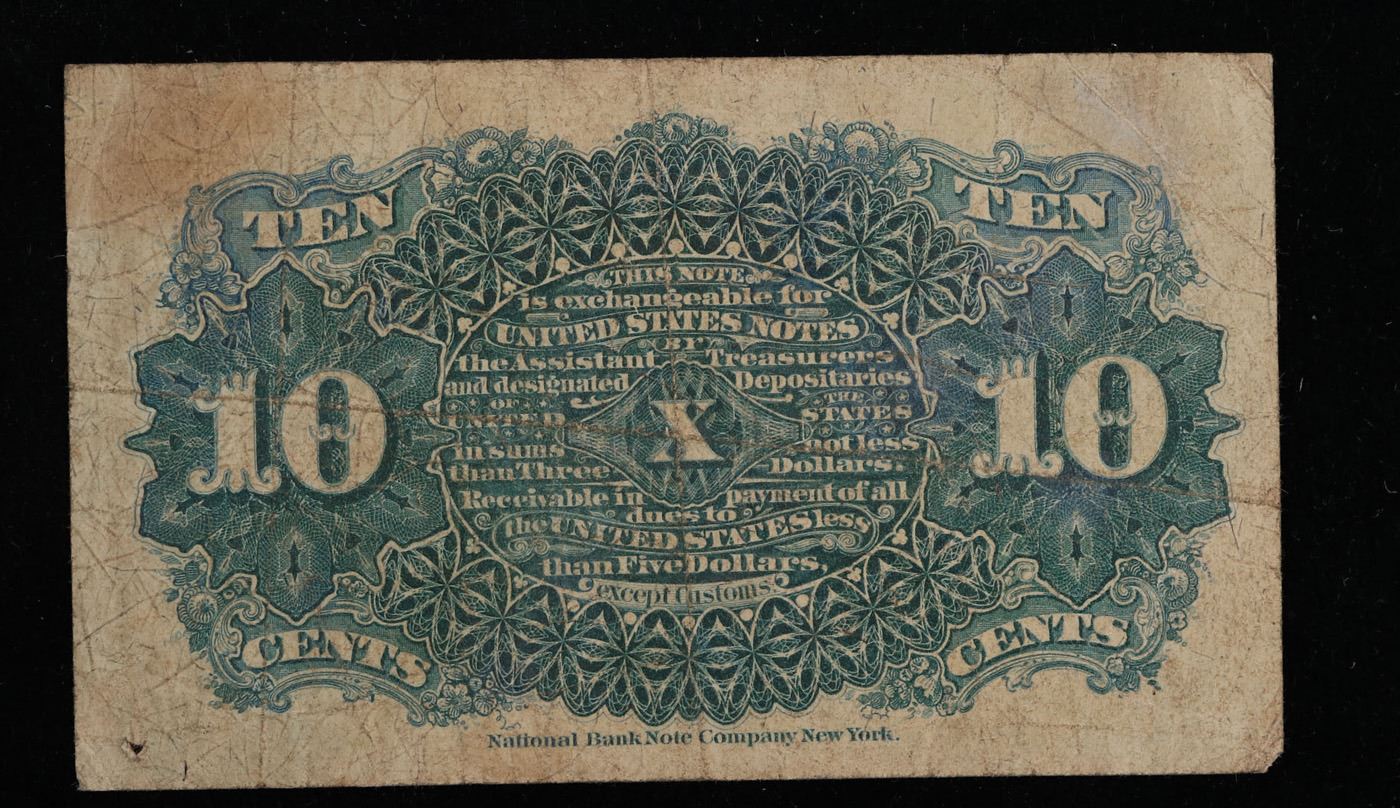 TEN TEN
THIS NOTE
is exchangeable for
UNITED STATES NOTES
BY
the Assistant Treasurers
and designated Depositaries
OF THE
UNITED STATES
in sums not less
than Three Dollars.
Receivable in payment of all
dues to
the UNITED STATES less
than Five Dollars,
except Customs.
10 X 10
CENTS CENTS
National Bank Note Company New York.